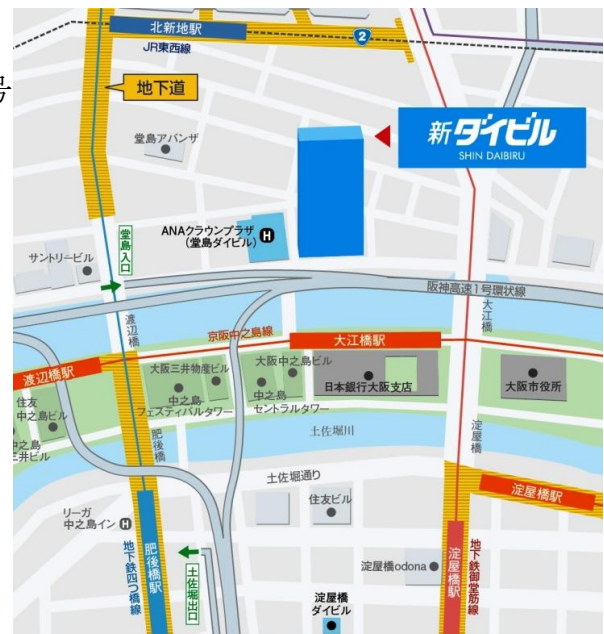 北新地駅
JR東西線
2
号
地下道
堂島アバンザ
新ダイビル
SHIN DAIBIRU
ANAクラウンプラザ
(堂島ダイビル)
H
堂島入口
サントリービル
阪神高速1号環状線
大江橋
渡辺橋
京阪中之島線
大江橋駅
渡辺橋駅
大阪三井物産ビル
大阪中之島ビル
日本銀行大阪支店
大阪市役所
住友
中之島ビル
中之島
フェスティバルタワー
中之島
セントラルタワー
中之島
三井ビル
肥後橋
土佐堀川
淀屋橋
土佐堀通り
淀屋橋駅
住友ビル
リーガ
中之島イン
H
地下鉄四つ橋線
肥後橋駅
土佐堀出口
淀屋橋odona
淀屋橋駅
地下鉄御堂筋線
淀屋橋
ダイビル